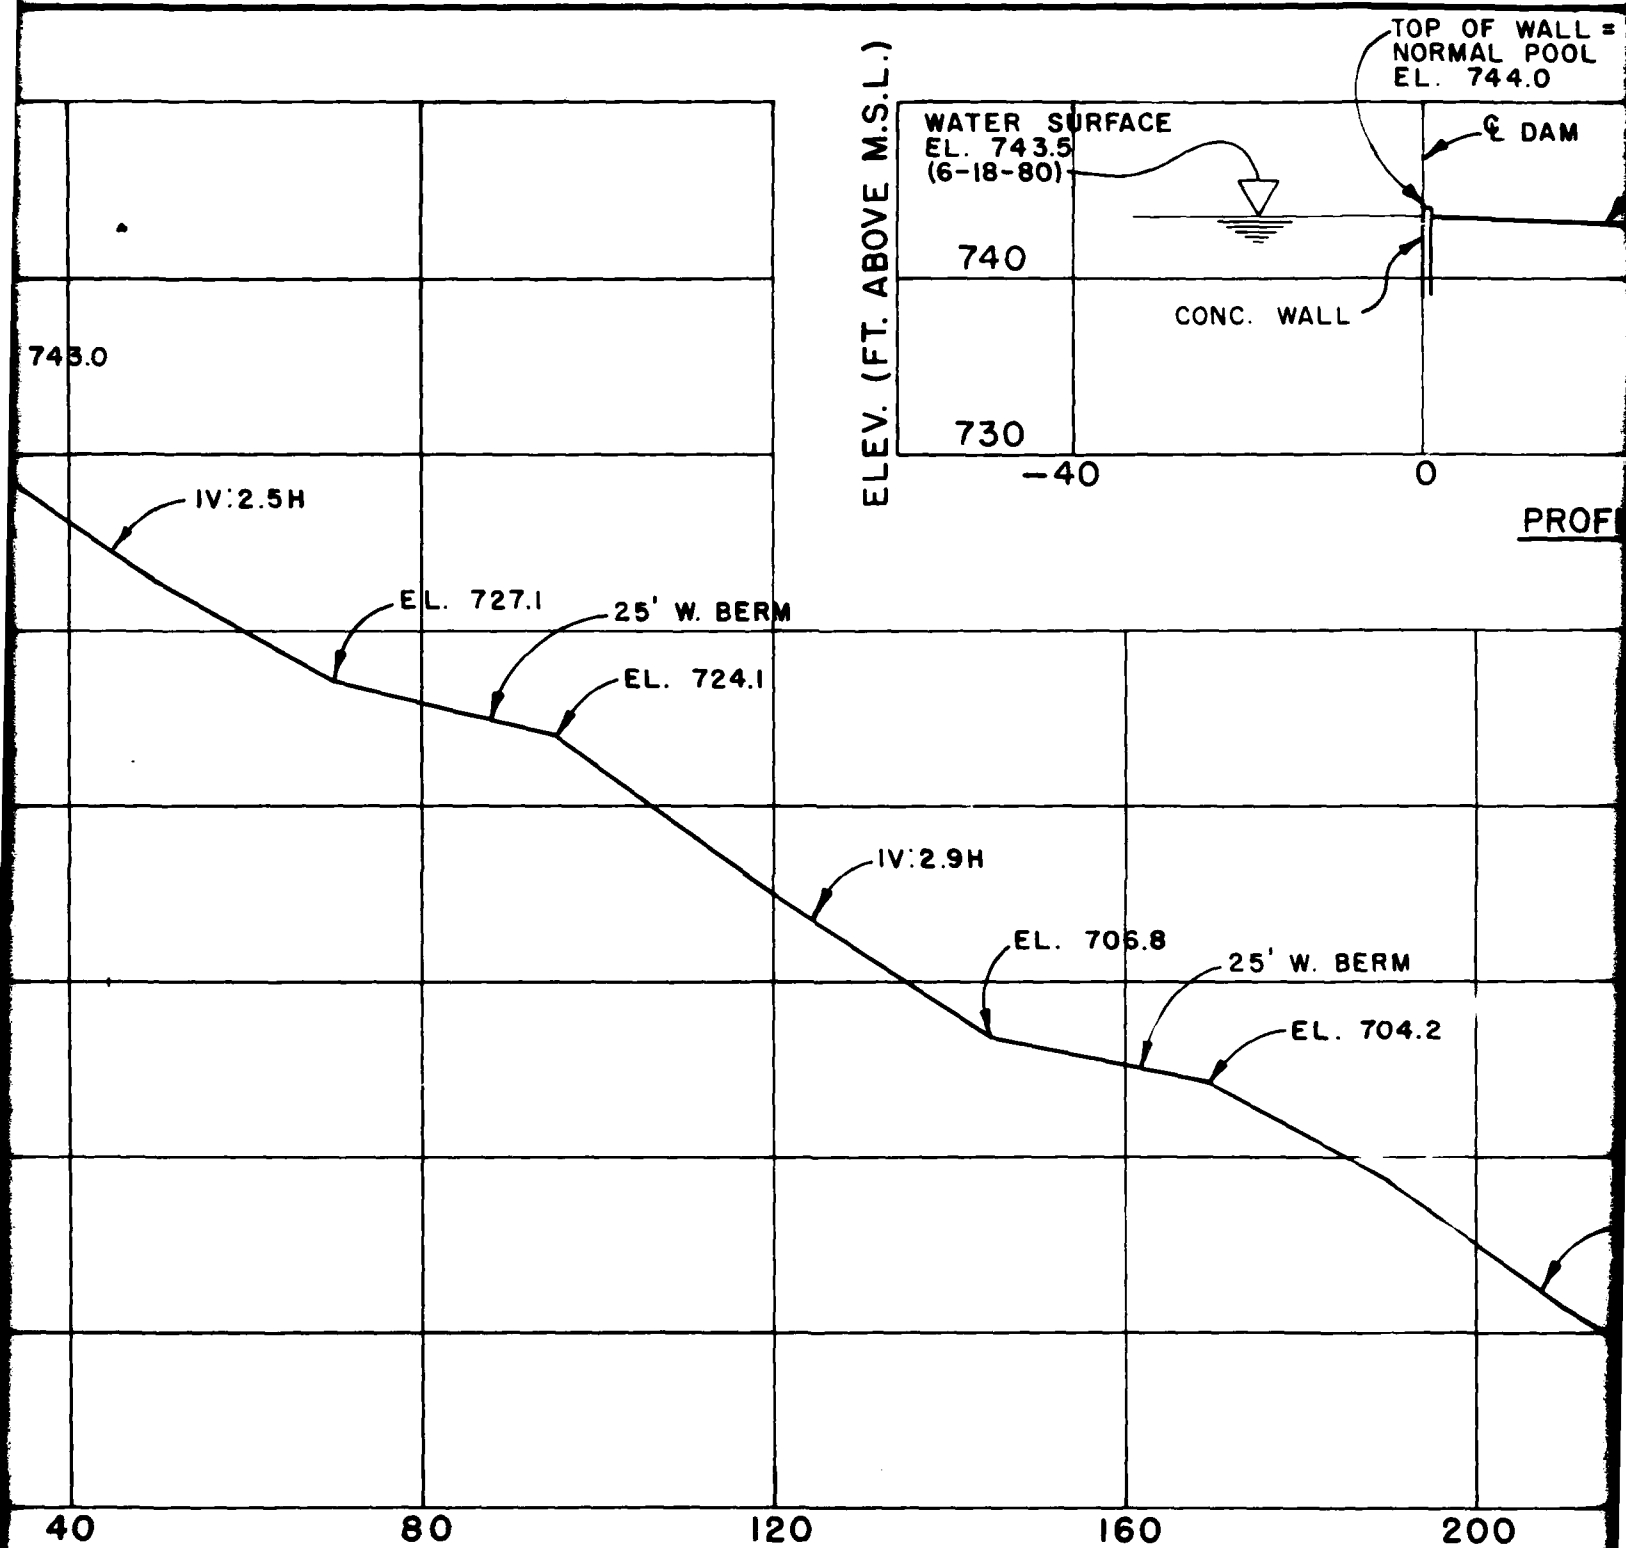 TOP OF WALL =
NORMAL POOL
EL. 744.0
℄ DAM
WATER SURFACE
EL. 743.5
(6-18-80)
ELEV. (FT. ABOVE M.S.L.)
740
CONC. WALL
730
-40 0
PROFI
743.0
1V:2.5H
EL. 727.1
25' W. BERM
EL. 724.1
1V:2.9H
EL. 706.8
25' W. BERM
EL. 704.2
40 80 120 160 200